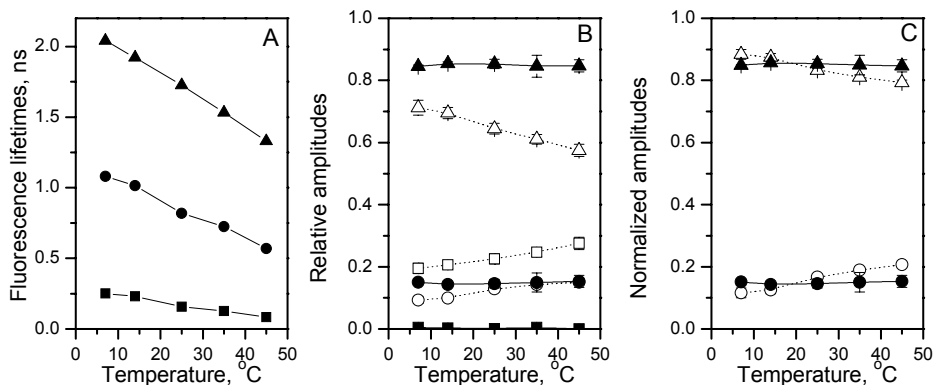 A
B
C
Fluorescence lifetimes, ns
2.0
1.5
1.0
0.5
0.0
0 10 20 30 40 50
Temperature, °C
Relative amplitudes
1.0
0.8
0.6
0.4
0.2
0.0
0 10 20 30 40 50
Temperature, °C
Normalized amplitudes
1.0
0.8
0.6
0.4
0.2
0.0
0 10 20 30 40 50
Temperature, °C